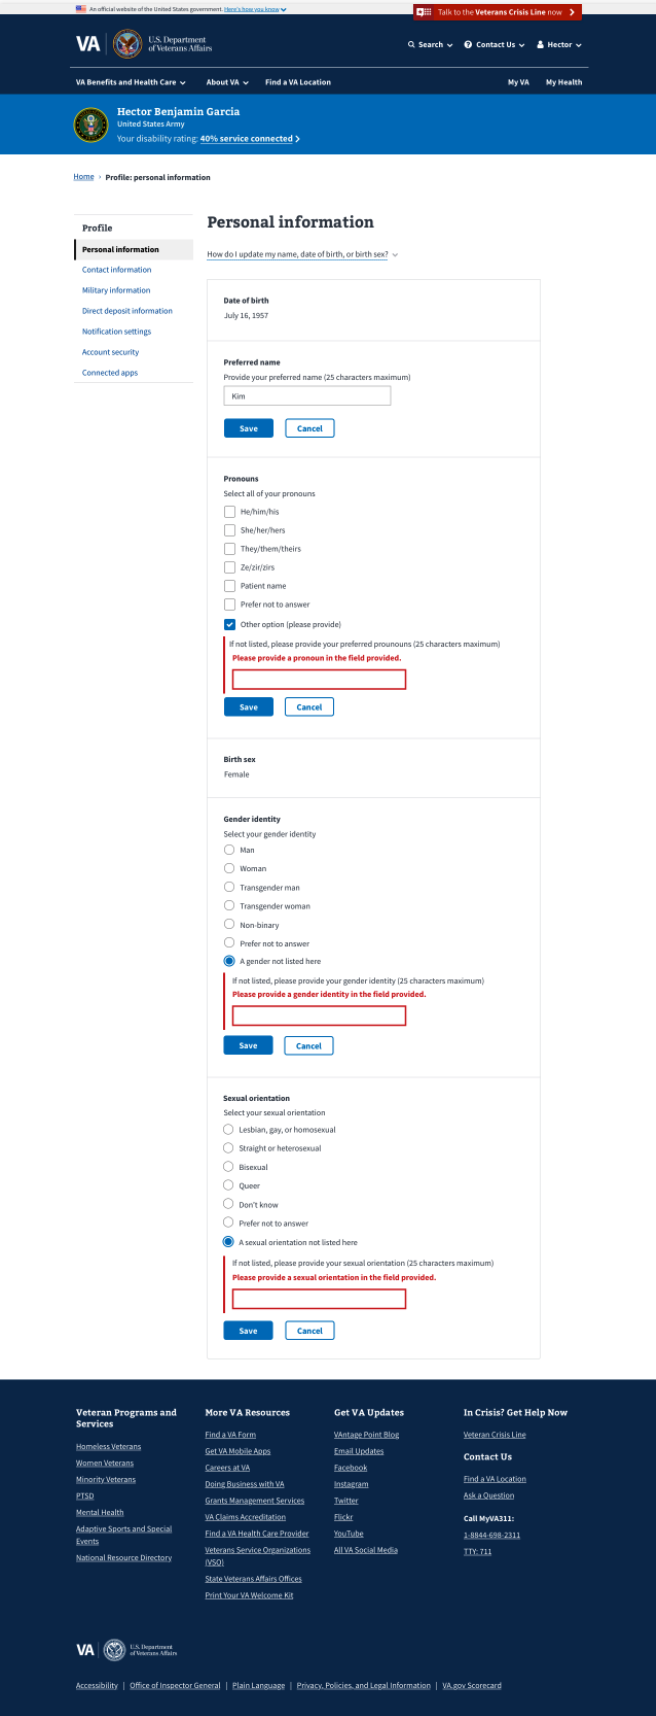 An official website of the United States government. Here's how you know
Talk to the Veterans Crisis Line now
VA
U.S. Department
of Veterans Affairs
Search
Contact Us
Hector
VA Benefits and Health Care
About VA
Find a VA Location
My VA
My Health
Hector Benjamin Garcia
United States Army
Your disability rating: 40% service connected
Home
Profile: personal information
Profile
Personal information
Contact information
Military information
Direct deposit information
Notification settings
Account security
Connected apps
Personal information
How do I update my name, date of birth, or birth sex?
Date of birth
July 16, 1957
Preferred name
Provide your preferred name (25 characters maximum)
Kim
Save
Cancel
Pronouns
Select all of your pronouns
He/him/his
She/her/hers
They/them/theirs
Ze/zir/zirs
Patient name
Prefer not to answer
Other option (please provide)
If not listed, please provide your preferred prounouns (25 characters maximum)
Please provide a pronoun in the field provided.
Save
Cancel
Birth sex
Female
Gender identity
Select your gender identity
Man
Woman
Transgender man
Transgender woman
Non-binary
Prefer not to answer
A gender not listed here
If not listed, please provide your gender identity (25 characters maximum)
Please provide a gender identity in the field provided.
Save
Cancel
Sexual orientation
Select your sexual orientation
Lesbian, gay, or homosexual
Straight or heterosexual
Bisexual
Queer
Don't know
Prefer not to answer
A sexual orientation not listed here
If not listed, please provide your sexual orientation (25 characters maximum)
Please provide a sexual orientation in the field provided.
Save
Cancel
Veteran Programs and
Services
Homeless Veterans
Women Veterans
Minority Veterans
PTSD
Mental Health
Adaptive Sports and Special
Events
National Resource Directory
More VA Resources
Find a VA Form
Get VA Mobile Apps
Careers at VA
Doing Business with VA
Grants Management Services
VA Claims Accreditation
Find a VA Health Care Provider
Veterans Service Organizations
(VSO)
State Veterans Affairs Offices
Print Your VA Welcome Kit
Get VA Updates
VAntage Point Blog
Email Updates
Facebook
Instagram
Twitter
Flickr
YouTube
All VA Social Media
In Crisis? Get Help Now
Veteran Crisis Line
Contact Us
Find a VA Location
Ask a Question
Call MyVA311:
1-8844-698-2311
TTY: 711
VA
U.S. Department
of Veterans Affairs
Accessibility | Office of Inspector General | Plain Language | Privacy, Policies, and Legal Information | VA.gov Scorecard